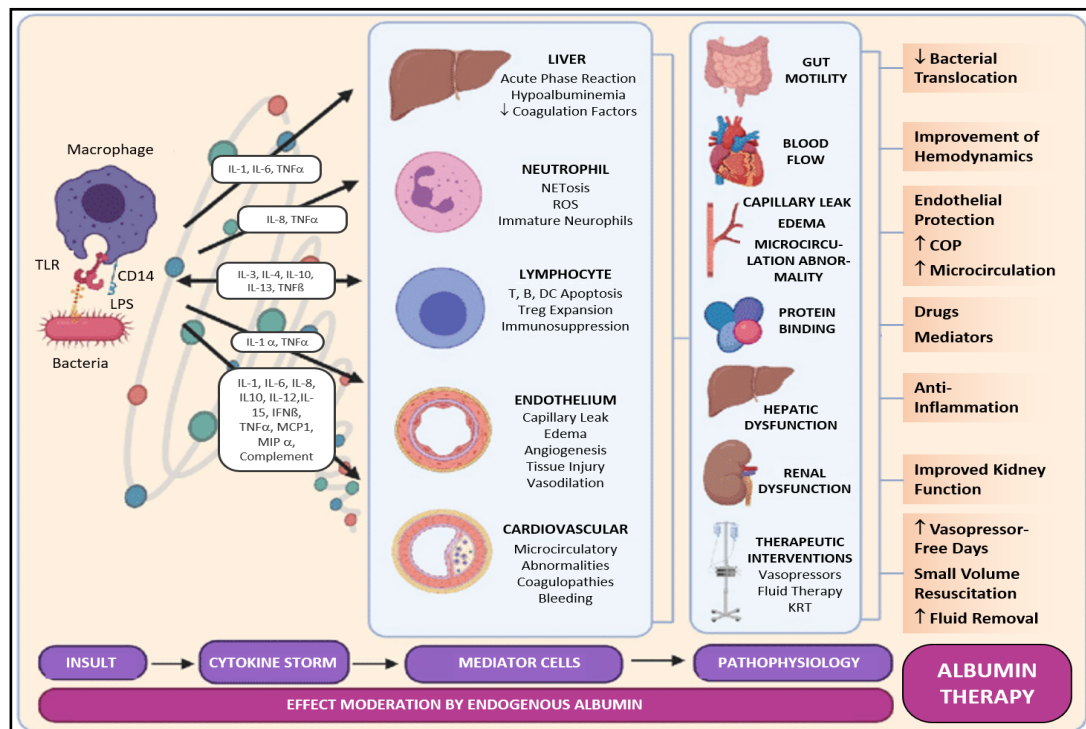 Macrophage
TLR
CD14
LPS
Bacteria
IL-1, IL-6, TNFα
IL-8, TNFα
IL-3, IL-4, IL-10,
IL-13, TNFß
IL-1 α, TNFα
IL-1, IL-6, IL-8,
IL10, IL-12,IL-
15, IFNß,
TNFα, MCP1,
MIP α,
Complement
LIVER
Acute Phase Reaction
Hypoalbuminemia
↓ Coagulation Factors
NEUTROPHIL
NETosis
ROS
Immature Neurophils
LYMPHOCYTE
T, B, DC Apoptosis
Treg Expansion
Immunosuppression
ENDOTHELIUM
Capillary Leak
Edema
Angiogenesis
Tissue Injury
Vasodilation
CARDIOVASCULAR
Microcirculatory
Abnormalities
Coagulopathies
Bleeding
GUT
MOTILITY
BLOOD
FLOW
CAPILLARY LEAK
EDEMA
MICROCIRCU-
LATION ABNOR-
MALITY
PROTEIN
BINDING
HEPATIC
DYSFUNCTION
RENAL
DYSFUNCTION
THERAPEUTIC
INTERVENTIONS
Vasopressors
Fluid Therapy
KRT
↓ Bacterial
Translocation
Improvement of
Hemodynamics
Endothelial
Protection
↑ COP
↑ Microcirculation
Drugs
Mediators
Anti-
Inflammation
Improved Kidney
Function
↑ Vasopressor-
Free Days
Small Volume
Resuscitation
↑ Fluid Removal
INSULT
CYTOKINE STORM
MEDIATOR CELLS
PATHOPHYSIOLOGY
ALBUMIN
THERAPY
EFFECT MODERATION BY ENDOGENOUS ALBUMIN